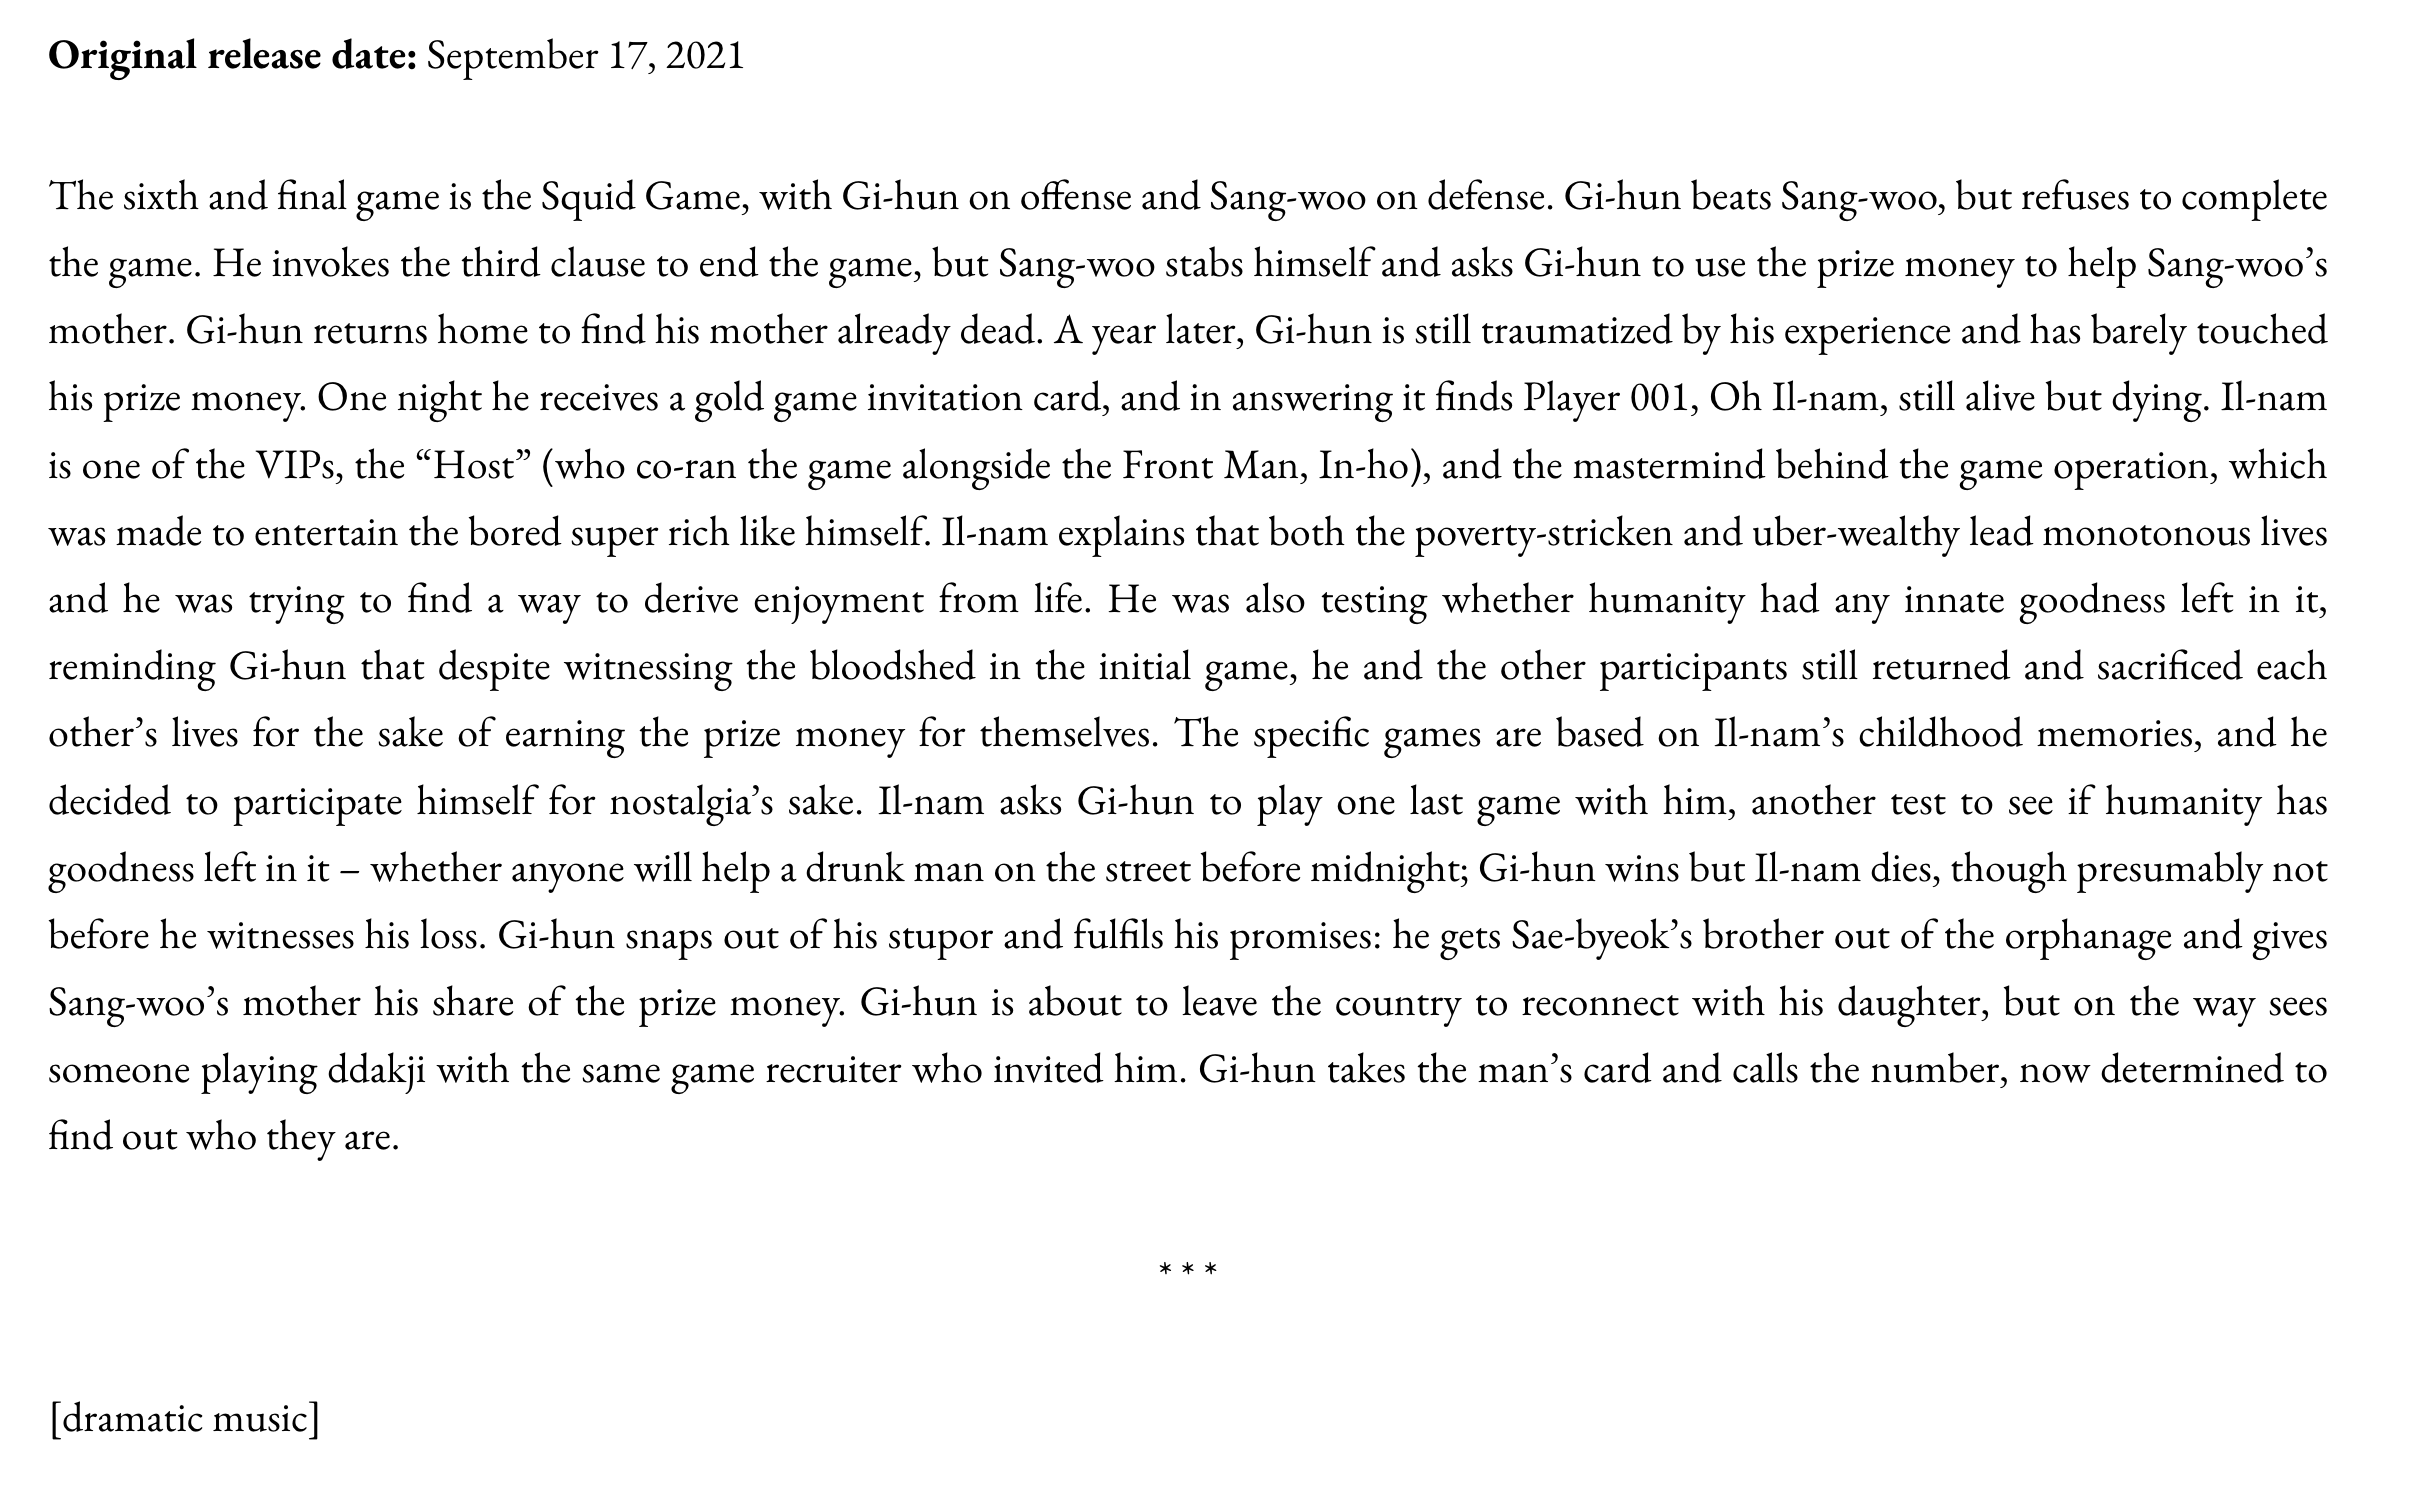 Original release date: September 17, 2021
The sixth and final game is the Squid Game, with Gi-hun on offense and Sang-woo on defense. Gi-hun beats Sang-woo, but refuses to complete
the game. He invokes the third clause to end the game, but Sang-woo stabs himself and asks Gi-hun to use the prize money to help Sang-woo’s
mother. Gi-hun returns home to find his mother already dead. A year later, Gi-hun is still traumatized by his experience and has barely touched
his prize money. One night he receives a gold game invitation card, and in answering it finds Player 001, Oh Il-nam, still alive but dying. Il-nam
is one of the VIPs, the “Host” (who co-ran the game alongside the Front Man, In-ho), and the mastermind behind the game operation, which
was made to entertain the bored super rich like himself. Il-nam explains that both the poverty-stricken and uber-wealthy lead monotonous lives
and he was trying to find a way to derive enjoyment from life. He was also testing whether humanity had any innate goodness left in it,
reminding Gi-hun that despite witnessing the bloodshed in the initial game, he and the other participants still returned and sacrificed each
other’s lives for the sake of earning the prize money for themselves. The specific games are based on Il-nam’s childhood memories, and he
decided to participate himself for nostalgia’s sake. Il-nam asks Gi-hun to play one last game with him, another test to see if humanity has
goodness left in it – whether anyone will help a drunk man on the street before midnight; Gi-hun wins but Il-nam dies, though presumably not
before he witnesses his loss. Gi-hun snaps out of his stupor and fulfils his promises: he gets Sae-byeok’s brother out of the orphanage and gives
Sang-woo’s mother his share of the prize money. Gi-hun is about to leave the country to reconnect with his daughter, but on the way sees
someone playing ddakji with the same game recruiter who invited him. Gi-hun takes the man’s card and calls the number, now determined to
find out who they are.
* * *
[dramatic music]